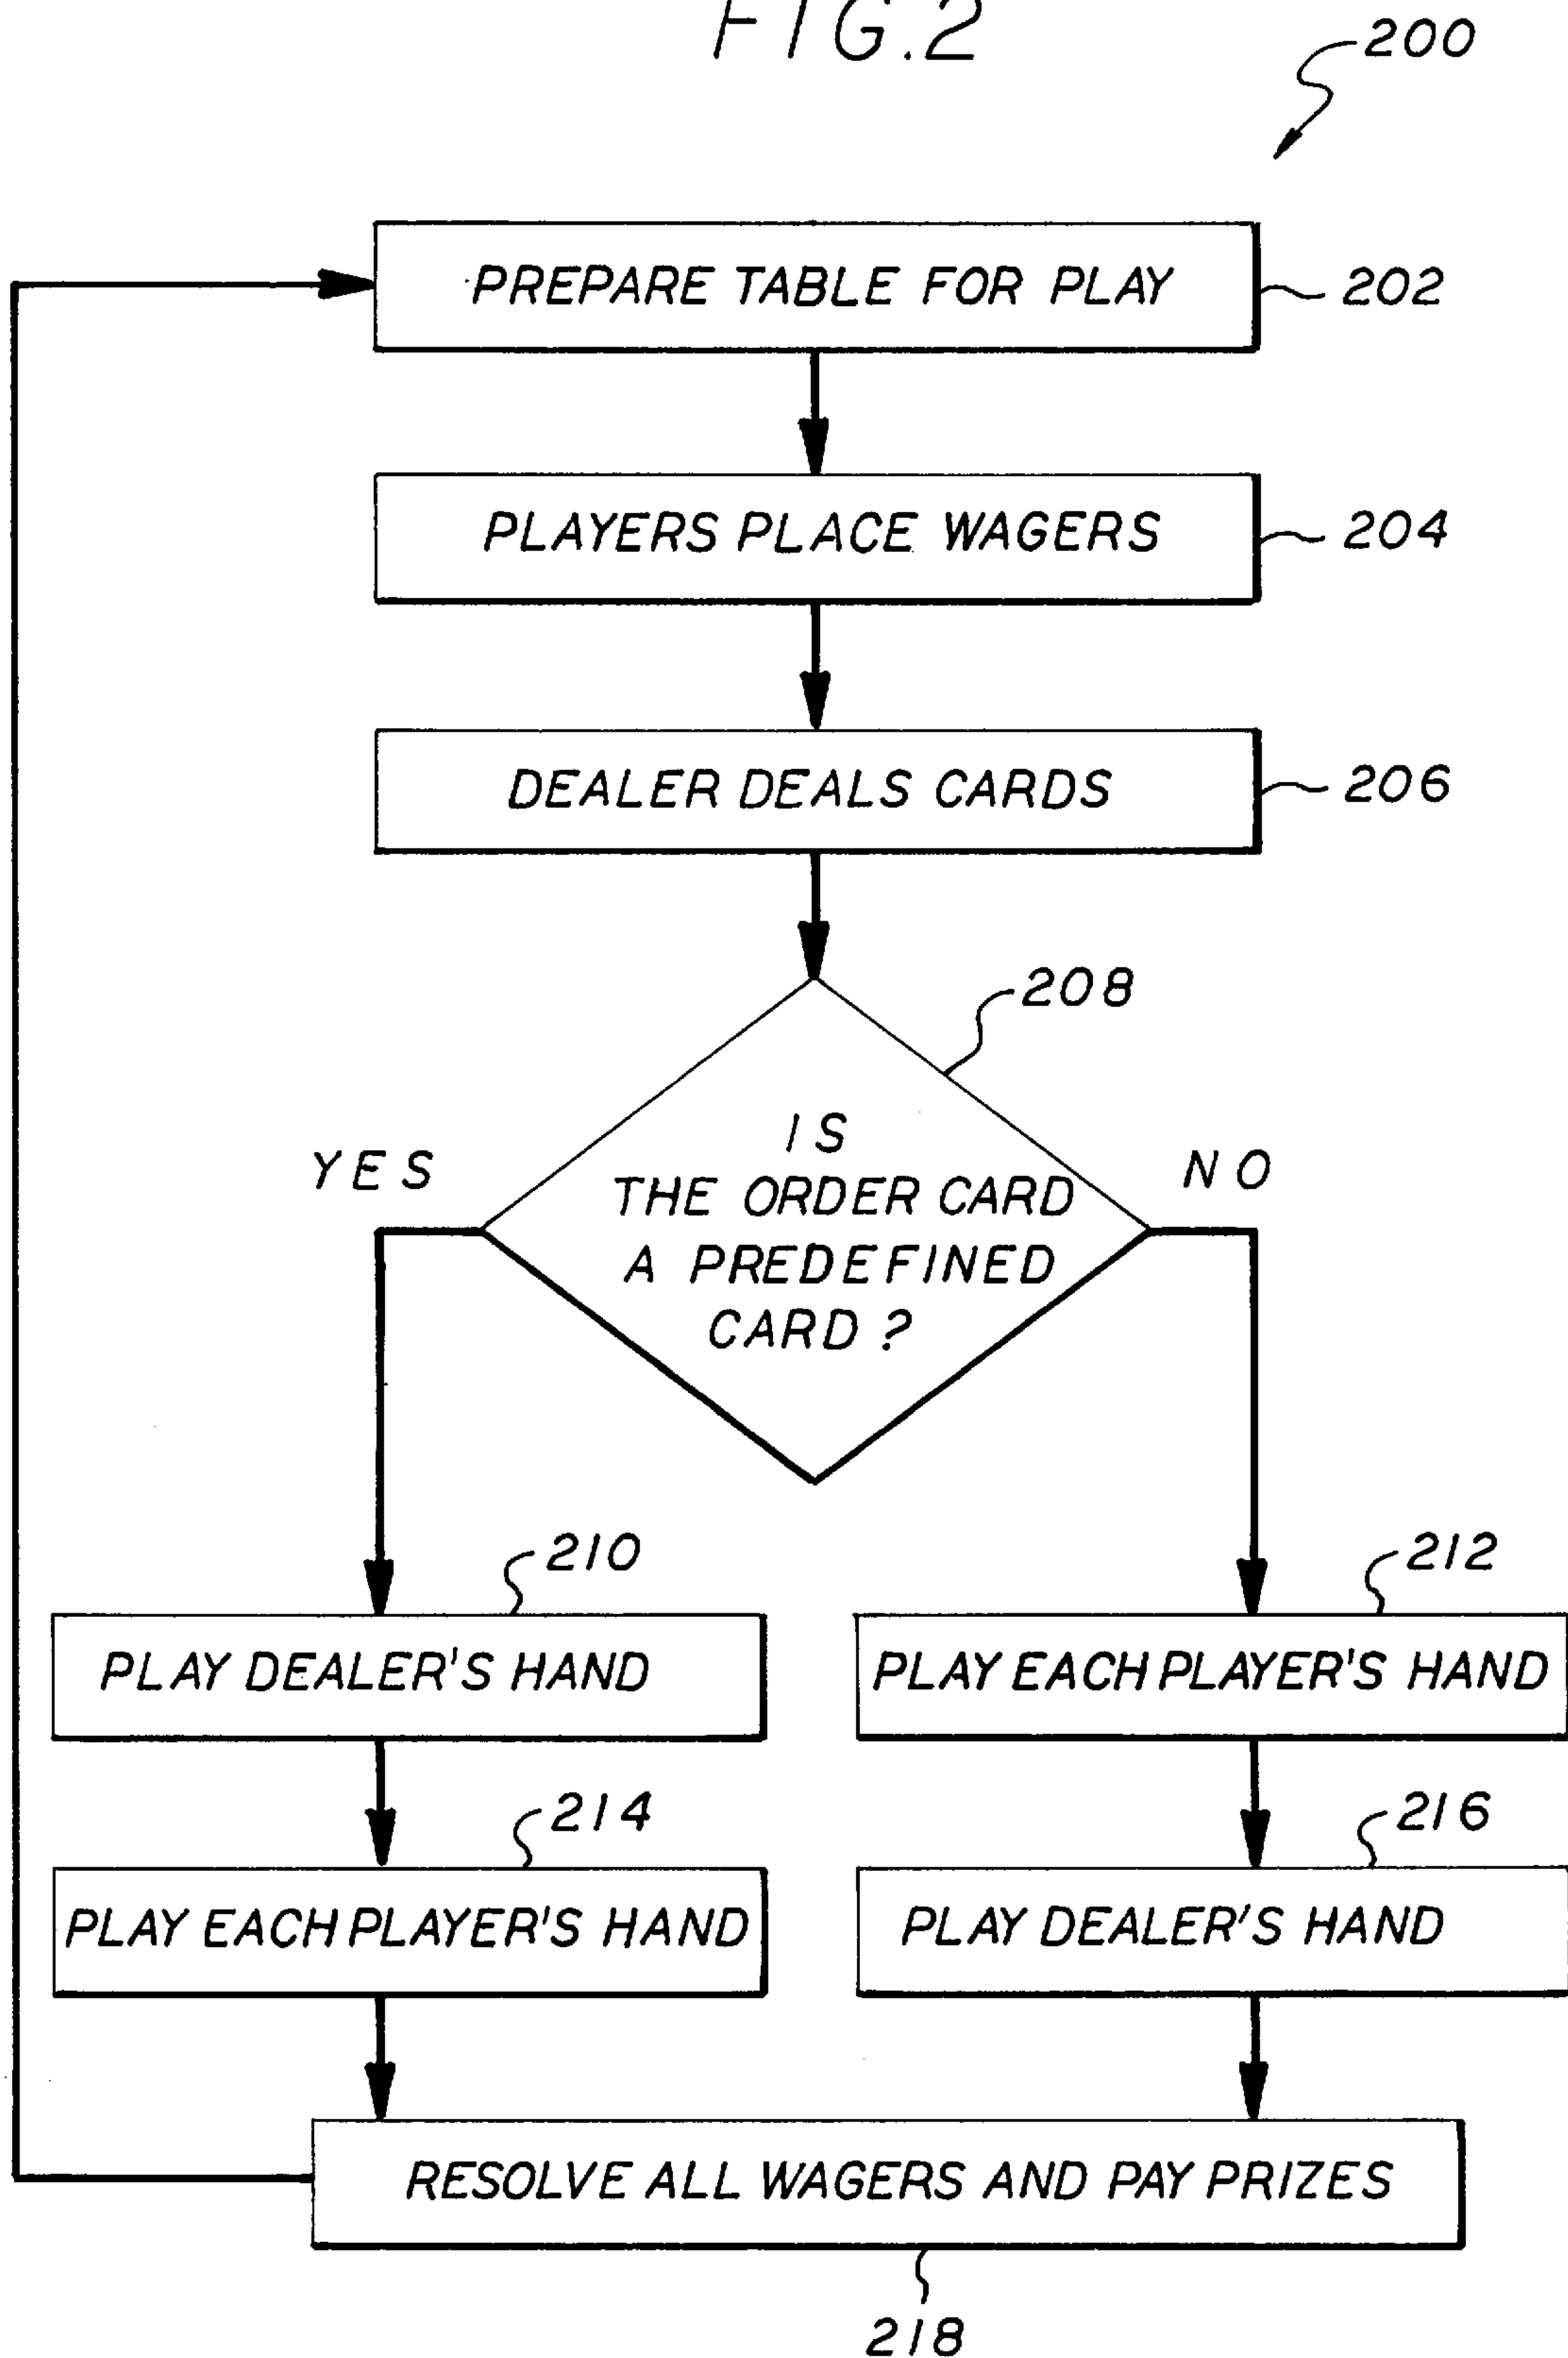 FIG.2
200
PREPARE TABLE FOR PLAY
202
PLAYERS PLACE WAGERS
204
DEALER DEALS CARDS
206
208
IS
THE ORDER CARD
A PREDEFINED
CARD ?
YES
NO
210
212
PLAY DEALER'S HAND
PLAY EACH PLAYER'S HAND
214
216
PLAY EACH PLAYER'S HAND
PLAY DEALER'S HAND
RESOLVE ALL WAGERS AND PAY PRIZES
218